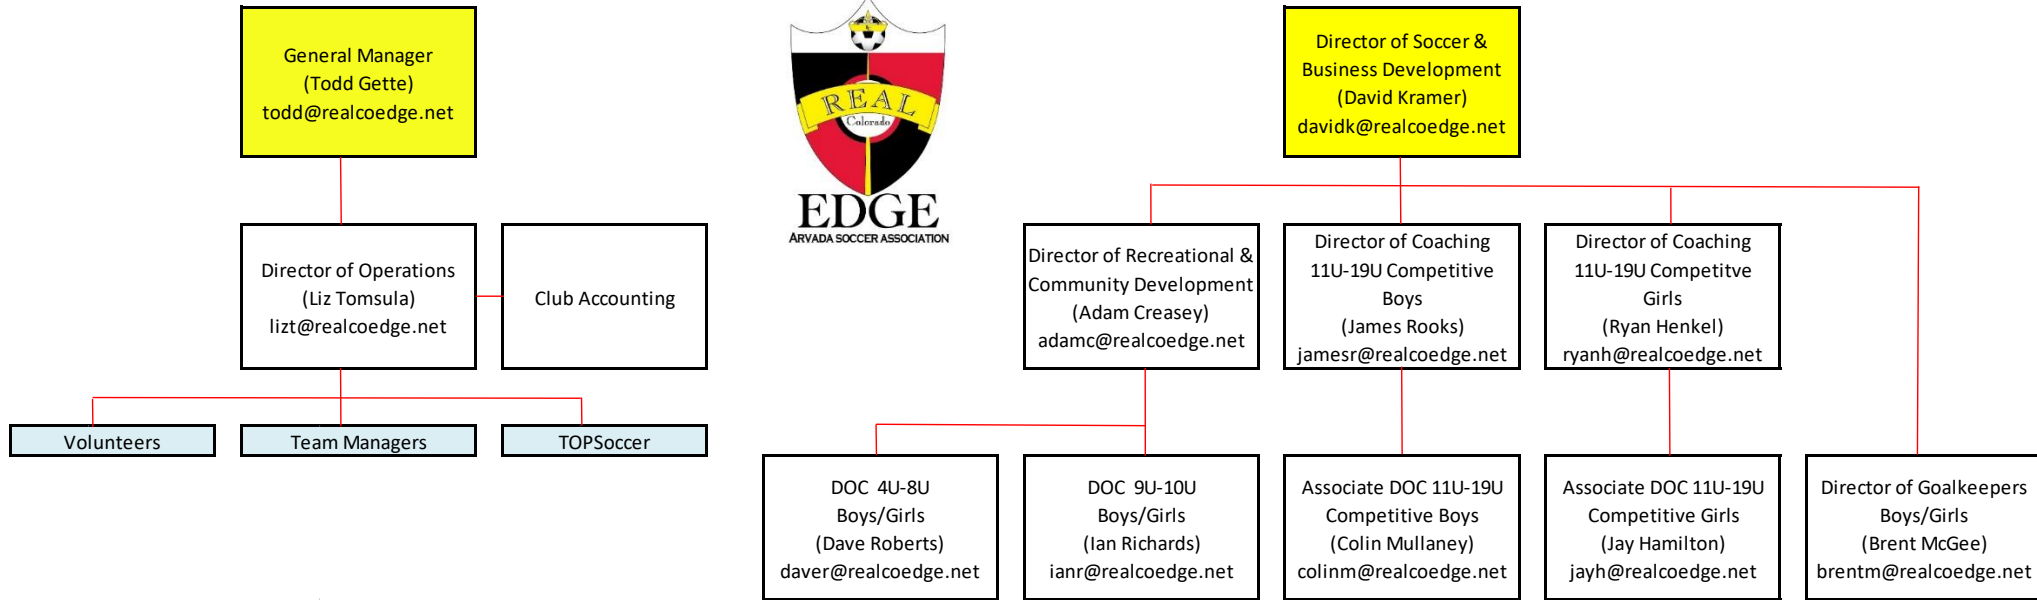 General Manager
(Todd Gette)
todd@realcoedge.net
REAL
Colorado
EDGE
ARVADA SOCCER ASSOCIATION
Director of Soccer &
Business Development
(David Kramer)
davidk@realcoedge.net
Director of Operations
(Liz Tomsula)
lizt@realcoedge.net
Club Accounting
Director of Recreational &
Community Development
(Adam Creasey)
adamc@realcoedge.net
Director of Coaching
11U-19U Competitive
Boys
(James Rooks)
jamesr@realcoedge.net
Director of Coaching
11U-19U Competitve
Girls
(Ryan Henkel)
ryanh@realcoedge.net
Volunteers
Team Managers
TOPSoccer
DOC 4U-8U
Boys/Girls
(Dave Roberts)
daver@realcoedge.net
DOC 9U-10U
Boys/Girls
(Ian Richards)
ianr@realcoedge.net
Associate DOC 11U-19U
Competitive Boys
(Colin Mullaney)
colinm@realcoedge.net
Associate DOC 11U-19U
Competitive Girls
(Jay Hamilton)
jayh@realcoedge.net
Director of Goalkeepers
Boys/Girls
(Brent McGee)
brentm@realcoedge.net